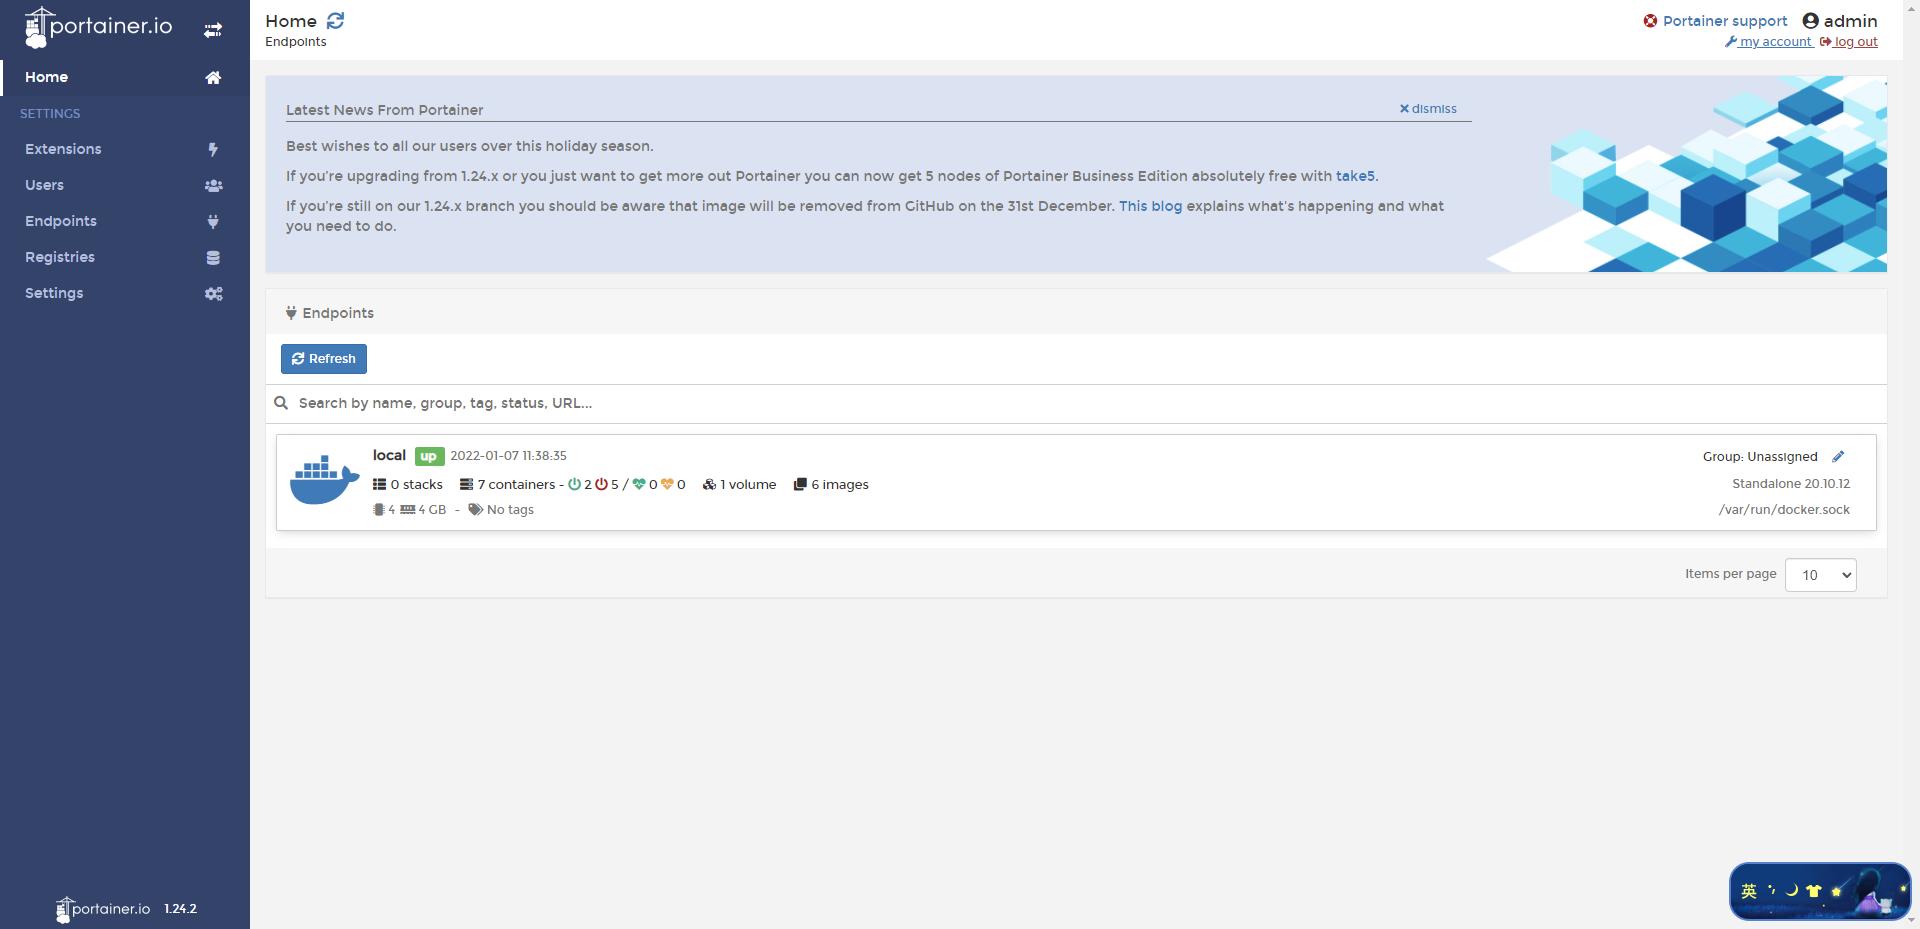 portainer.io
Home
SETTINGS
Extensions
Users
Endpoints
Registries
Settings
portainer.io 1.24.2
Home
Endpoints
Portainer support admin
my account log out
Latest News From Portainer
dismiss
Best wishes to all our users over this holiday season.
If you're upgrading from 1.24.x or you just want to get more out Portainer you can now get 5 nodes of Portainer Business Edition absolutely free with take5.
If you're still on our 1.24.x branch you should be aware that image will be removed from GitHub on the 31st December. This blog explains what's happening and what
you need to do.
Endpoints
Refresh
Search by name, group, tag, status, URL...
local up 2022-01-07 11:38:35
Group: Unassigned
0 stacks 7 containers - 2 5 / 0 0 1 volume 6 images
Standalone 20.10.12
4 4 GB - No tags
/var/run/docker.sock
Items per page 10
英